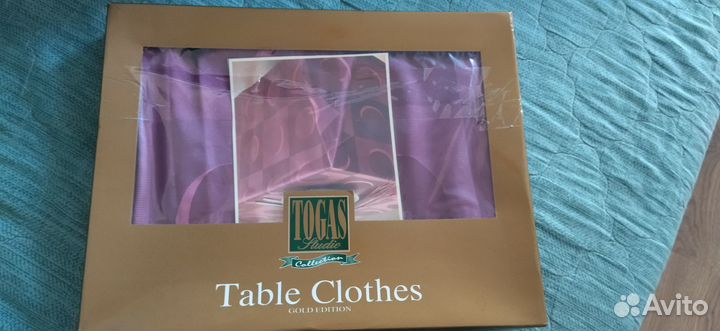 TOGAS
Studio
Collection
Table Clothes
GOLD EDITION
Avito